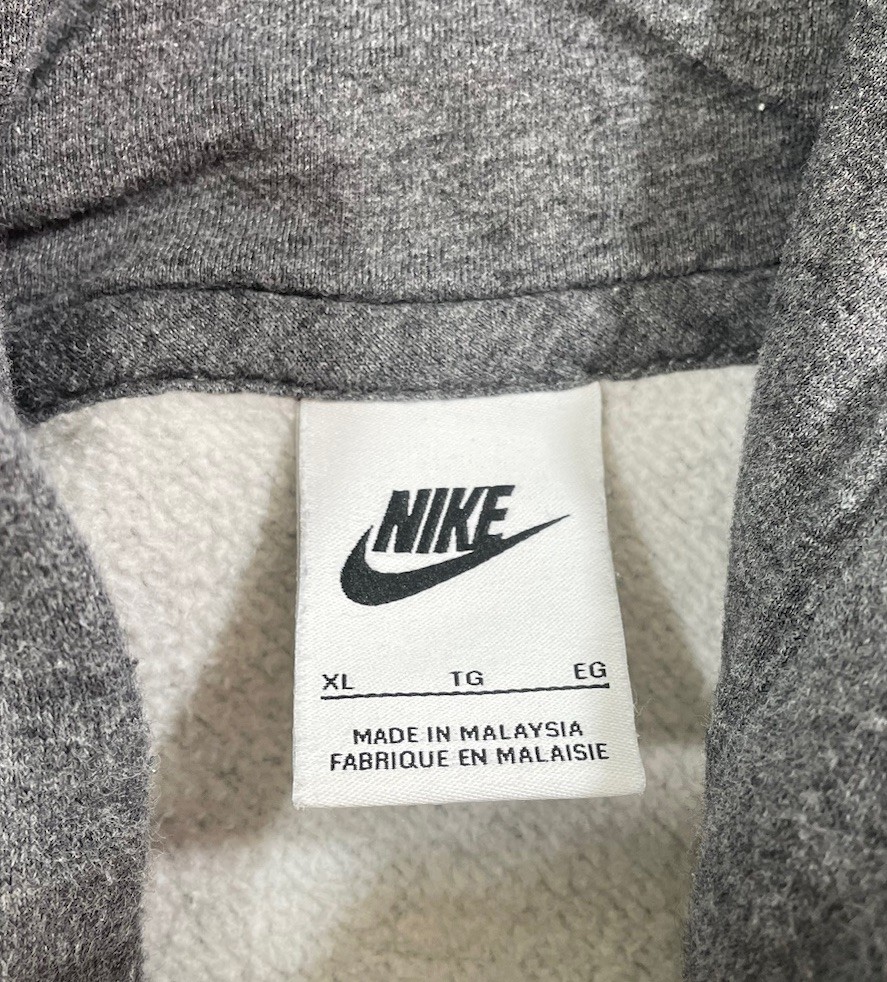 NIKE
XL TG EG
MADE IN MALAYSIA
FABRIQUE EN MALAISIE